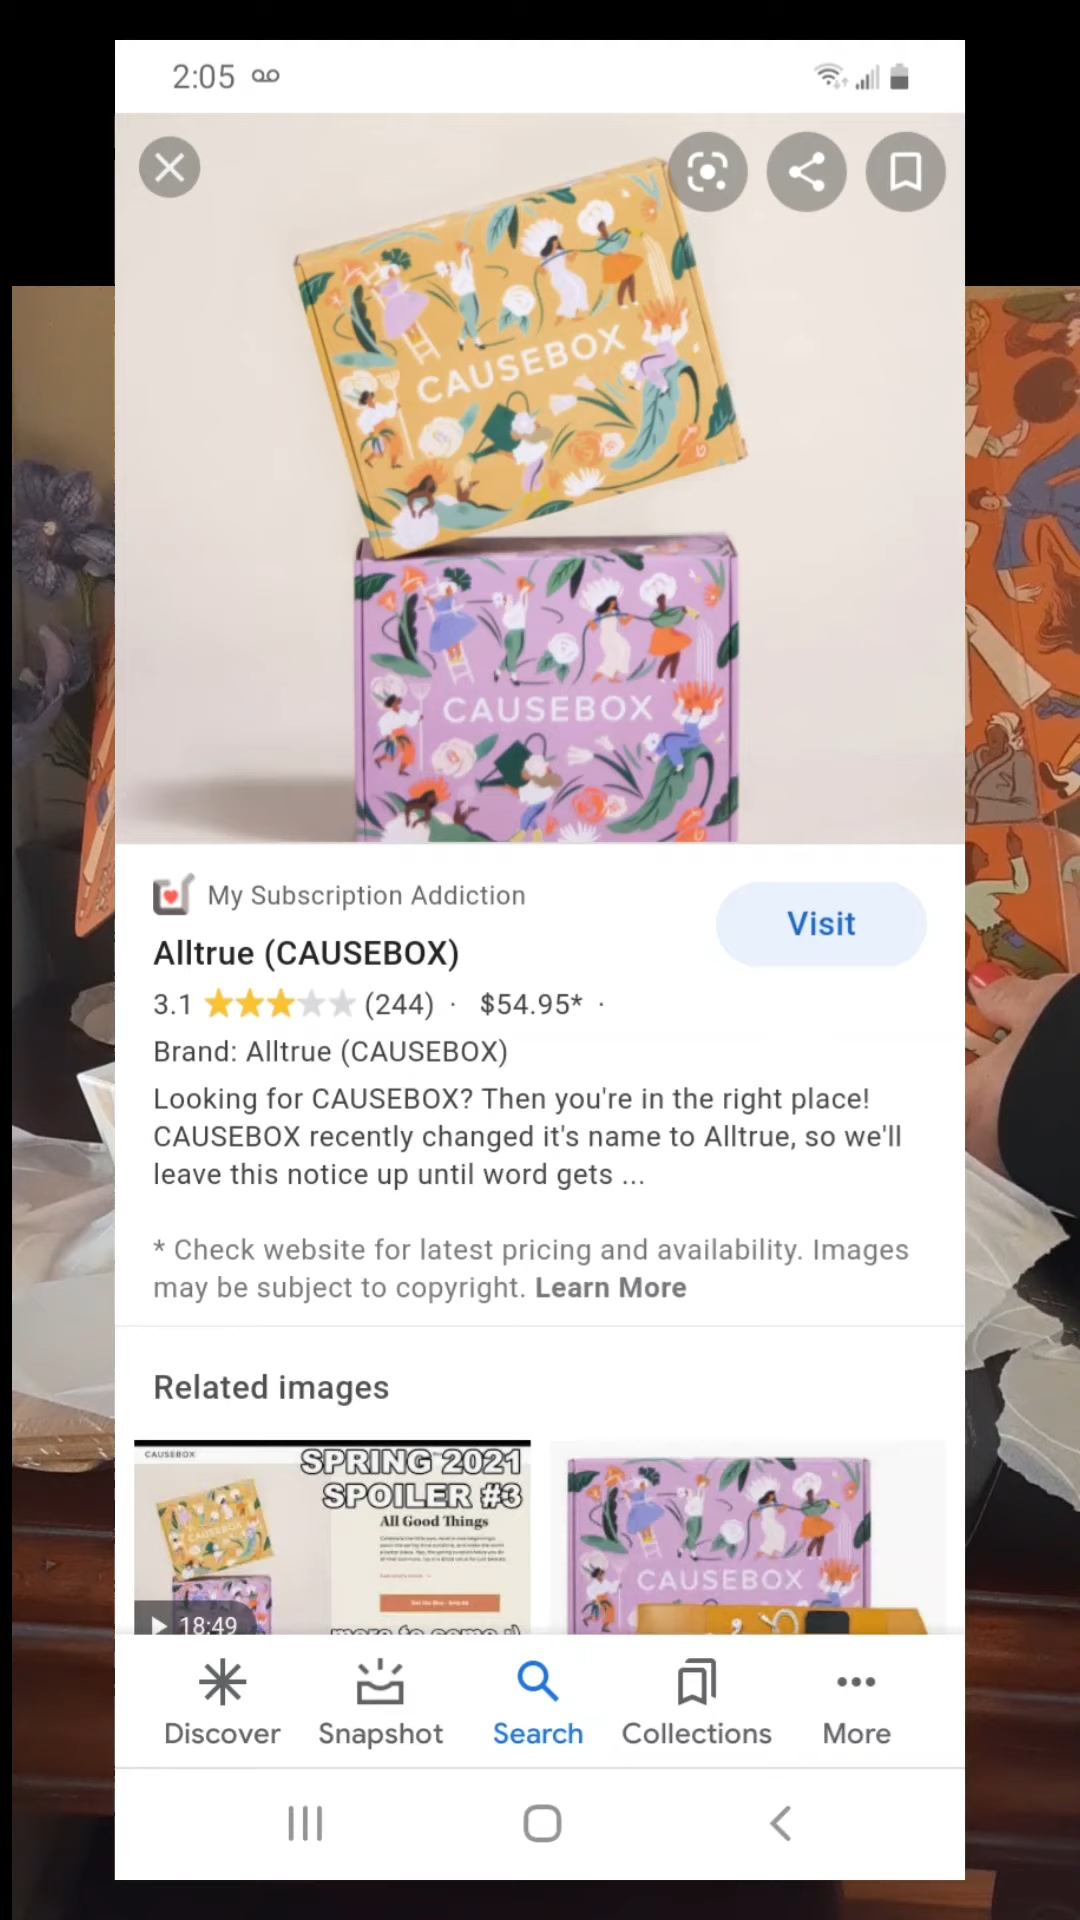 2:05
CAUSEBOX
CAUSEBOX
My Subscription Addiction
Visit
Alltrue (CAUSEBOX)
3.1 (244) · $54.95* ·
Brand: Alltrue (CAUSEBOX)
Looking for CAUSEBOX? Then you're in the right place!
CAUSEBOX recently changed it's name to Alltrue, so we'll
leave this notice up until word gets ...
* Check website for latest pricing and availability. Images
may be subject to copyright. Learn More
Related images
CAUSEBOX
SPRING 2021
SPOILER #3
All Good Things
CAUSEBOX
18:49
more to come :)
CAUSEBOX
Discover
Snapshot
Search
Collections
More